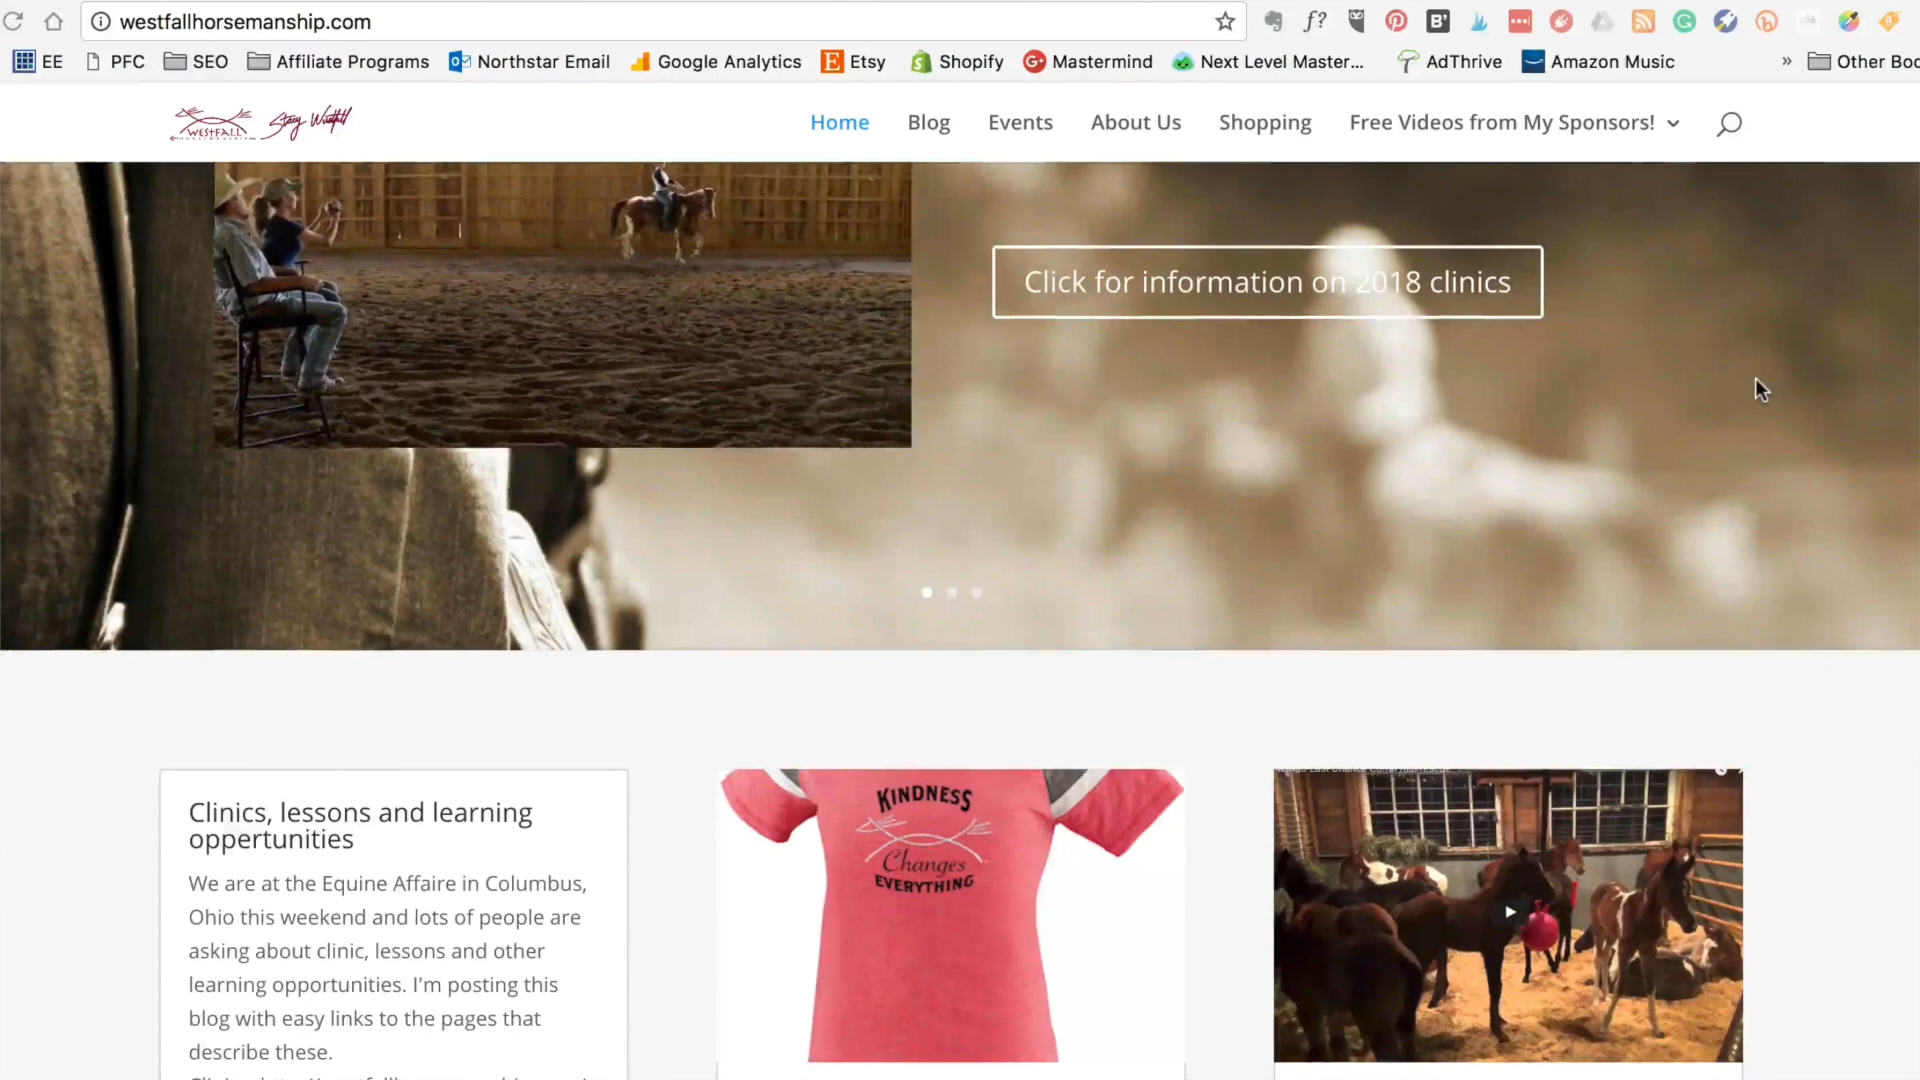 westfallhorsemanship.com
EE PFC SEO Affiliate Programs Northstar Email Google Analytics Etsy Shopify Mastermind Next Level Master... AdThrive Amazon Music » Other Boo
WESTFALL Stacy Westfall
Home Blog Events About Us Shopping Free Videos from My Sponsors!
Click for information on 2018 clinics
Clinics, lessons and learning
oppertunities
We are at the Equine Affaire in Columbus,
Ohio this weekend and lots of people are
asking about clinic, lessons and other
learning opportunities. I'm posting this
blog with easy links to the pages that
describe these.
KINDNESS
Changes
EVERYTHING